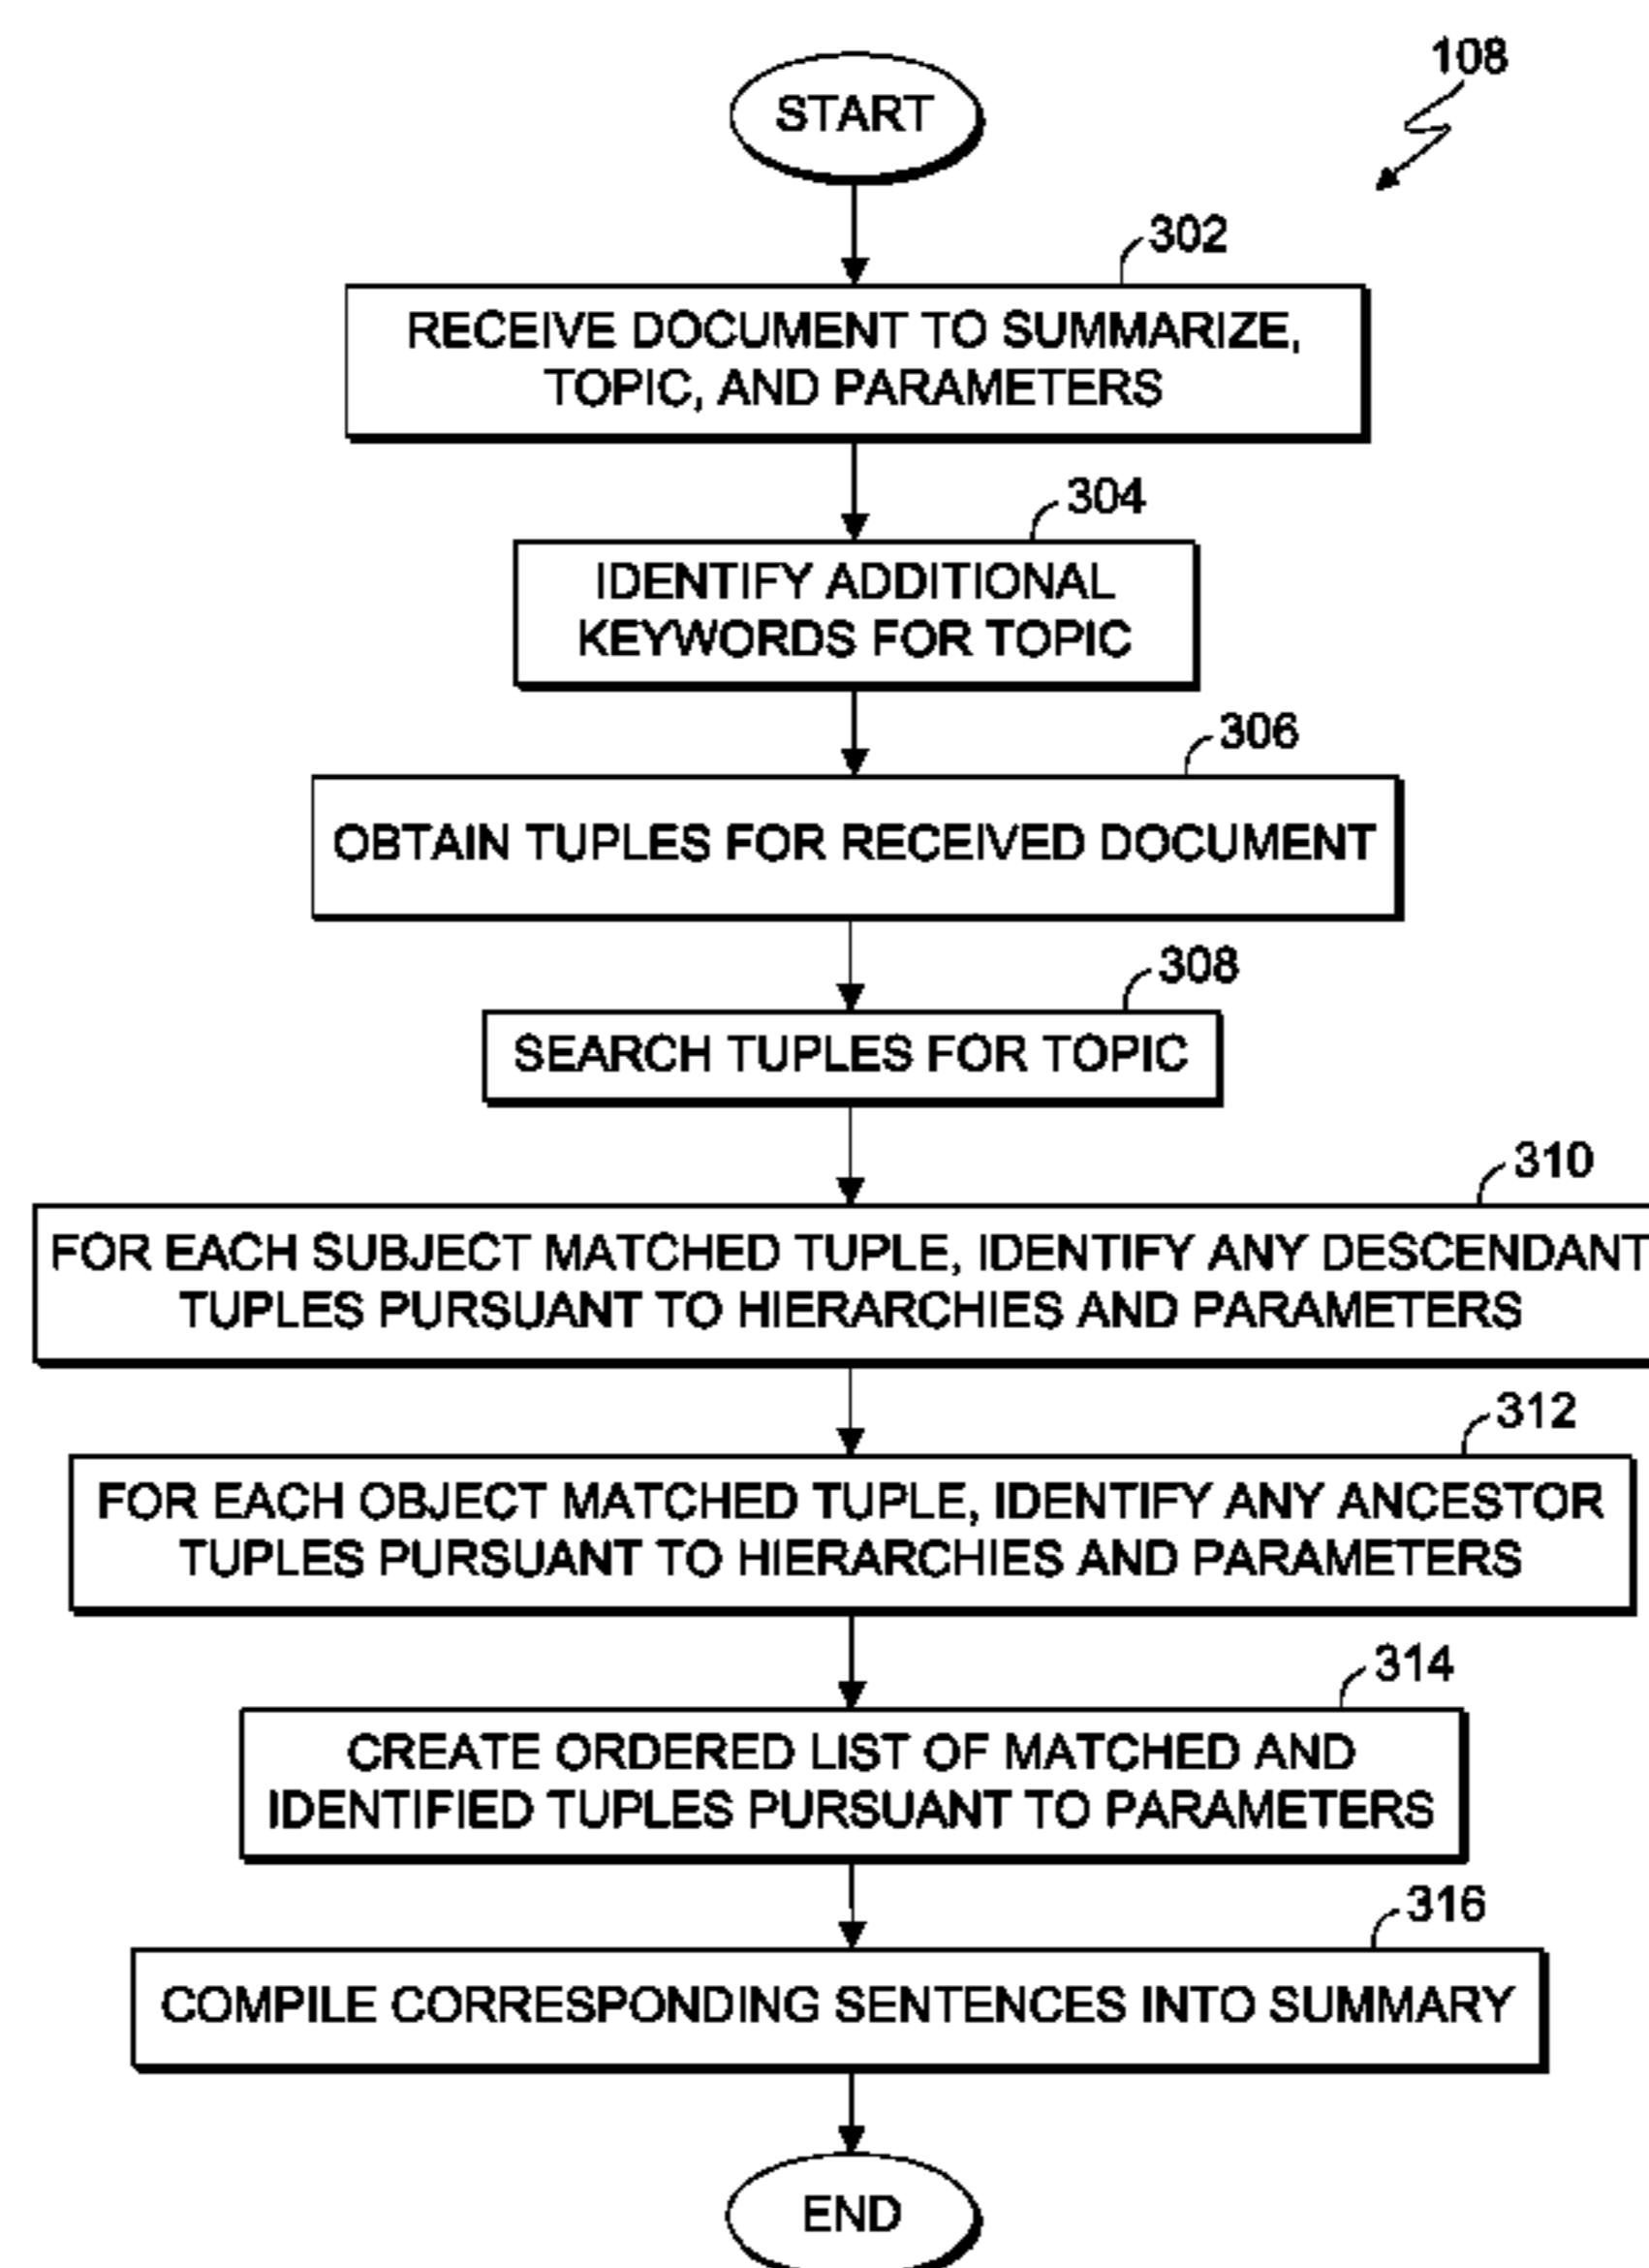 108
START
302
RECEIVE DOCUMENT TO SUMMARIZE,
TOPIC, AND PARAMETERS
304
IDENTIFY ADDITIONAL
KEYWORDS FOR TOPIC
306
OBTAIN TUPLES FOR RECEIVED DOCUMENT
308
SEARCH TUPLES FOR TOPIC
310
FOR EACH SUBJECT MATCHED TUPLE, IDENTIFY ANY DESCENDANT
TUPLES PURSUANT TO HIERARCHIES AND PARAMETERS
312
FOR EACH OBJECT MATCHED TUPLE, IDENTIFY ANY ANCESTOR
TUPLES PURSUANT TO HIERARCHIES AND PARAMETERS
314
CREATE ORDERED LIST OF MATCHED AND
IDENTIFIED TUPLES PURSUANT TO PARAMETERS
316
COMPILE CORRESPONDING SENTENCES INTO SUMMARY
END